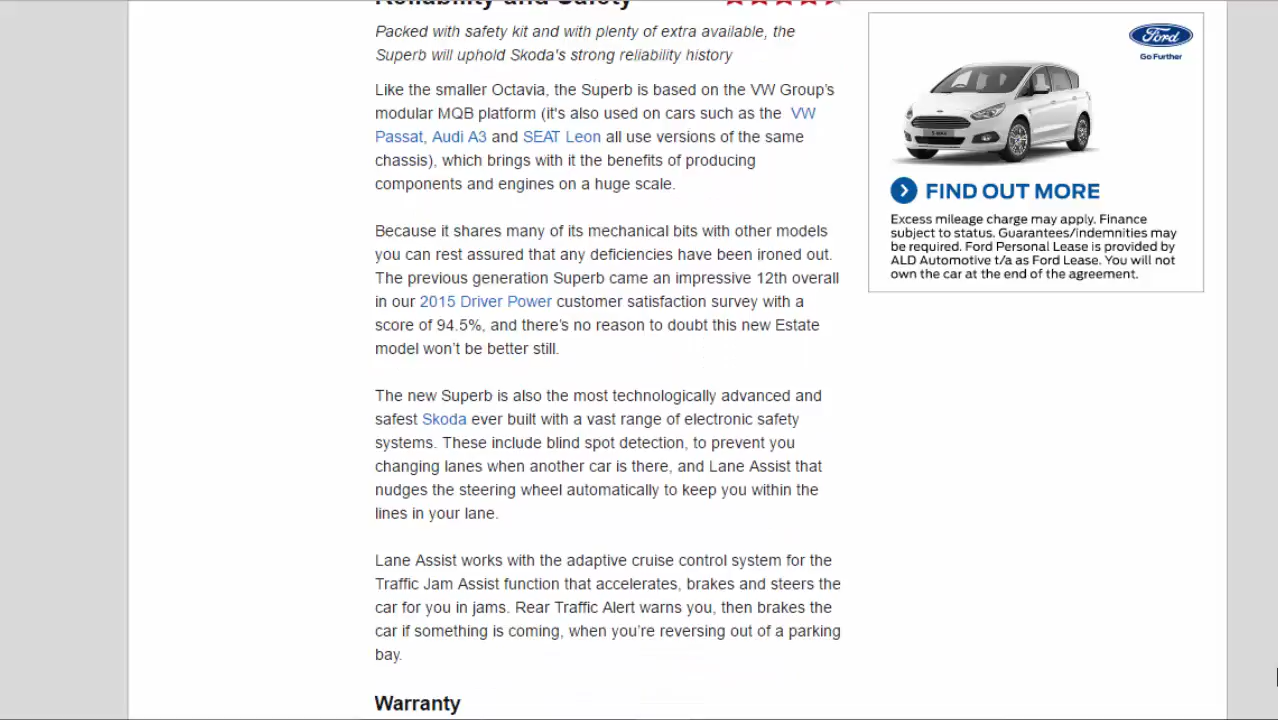 Reliability and Safety
Packed with safety kit and with plenty of extra available, the
Superb will uphold Skoda's strong reliability history
Like the smaller Octavia, the Superb is based on the VW Group’s
modular MQB platform (it's also used on cars such as the VW
Passat, Audi A3 and SEAT Leon all use versions of the same
chassis), which brings with it the benefits of producing
components and engines on a huge scale.
Because it shares many of its mechanical bits with other models
you can rest assured that any deficiencies have been ironed out.
The previous generation Superb came an impressive 12th overall
in our 2015 Driver Power customer satisfaction survey with a
score of 94.5%, and there's no reason to doubt this new Estate
model won’t be better still.
The new Superb is also the most technologically advanced and
safest Skoda ever built with a vast range of electronic safety
systems. These include blind spot detection, to prevent you
changing lanes when another car is there, and Lane Assist that
nudges the steering wheel automatically to keep you within the
lines in your lane.
Lane Assist works with the adaptive cruise control system for the
Traffic Jam Assist function that accelerates, brakes and steers the
car for you in jams. Rear Traffic Alert warns you, then brakes the
car if something is coming, when you’re reversing out of a parking
bay.
Warranty
Ford
Go Further
S-MAX
FIND OUT MORE
Excess mileage charge may apply. Finance
subject to status. Guarantees/indemnities may
be required. Ford Personal Lease is provided by
ALD Automotive t/a as Ford Lease. You will not
own the car at the end of the agreement.